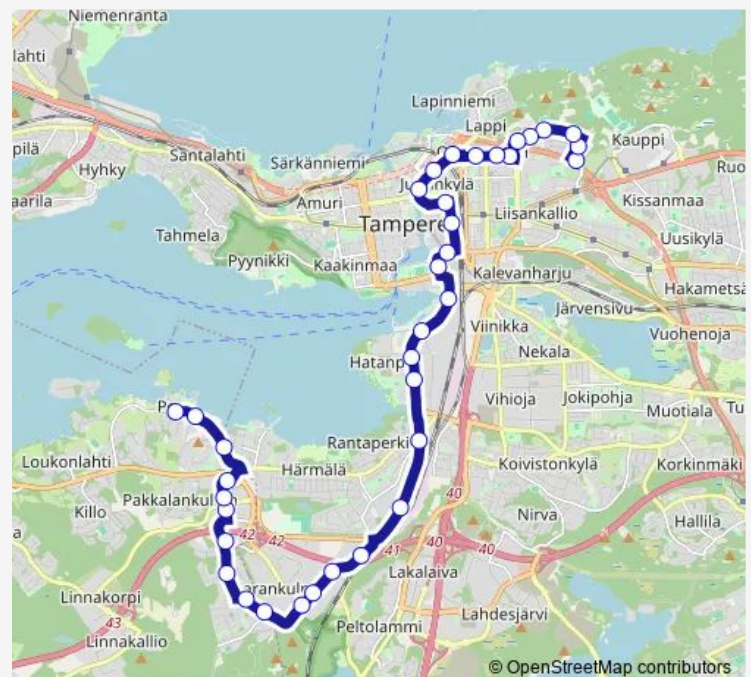 Niemenranta
lahti
Lapinniemi
Lappi
Santalahti
Särkänniemi
Kauppi
pilä
Hyhky
Ruo
aarila
Amuri
Kissanmaa
Liisankallio
Tampere
Tahmela
Uusikylä
Pyynikki
Kaakinmaa
Kalevanharju
Hakametsä
Järvensivu
Viinikka
Vuohenoja
Nekala
Hatanp
Vihioja
Jokipohja
Muotiala
Tu
Rantaperki
Loukonlahti
Härmälä
Koivistonkylä
Korkinmäki
40
Pakkalankul
Killo
Nirva
Hallila
a
42
42
41
40
40
Lakalaiva
Linnakorpi
arankulm
43
Peltolammi
Lahdesjärvi
Linnakallio
© OpenStreetMap contributors